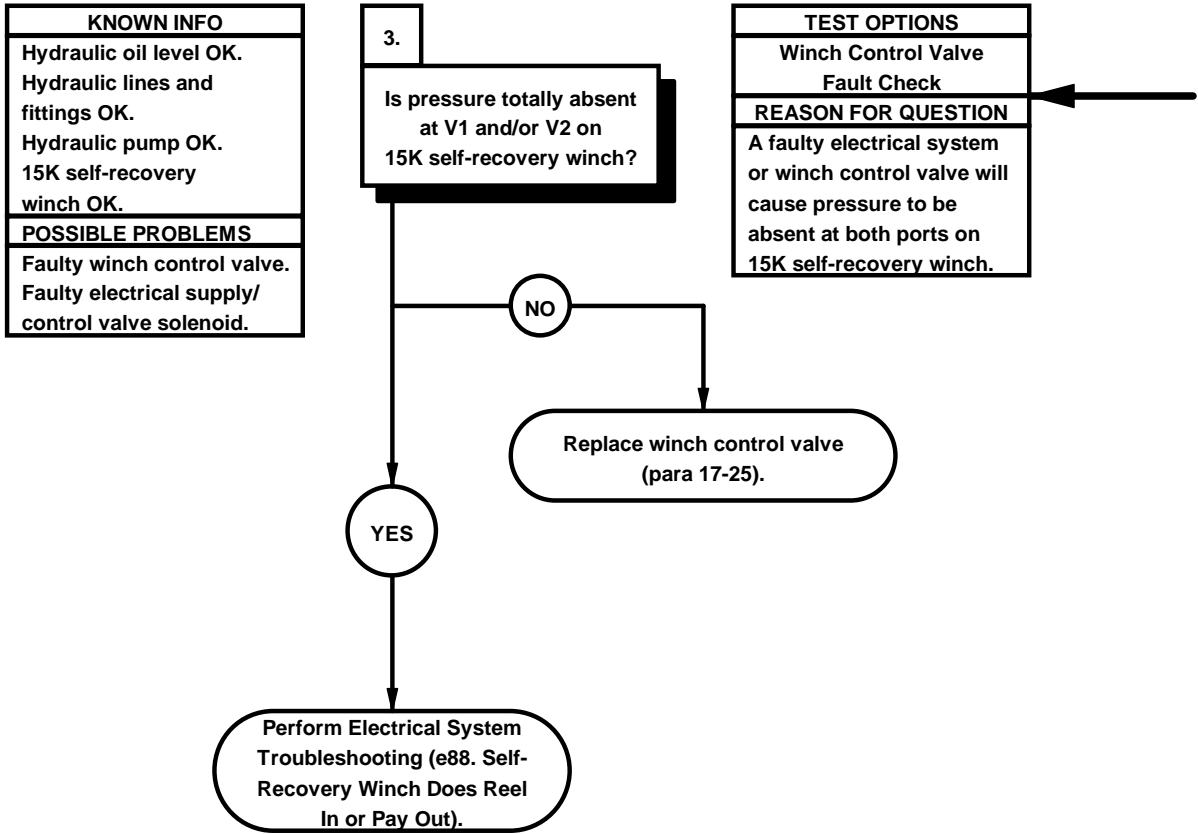 KNOWN INFO
Hydraulic oil level OK.
Hydraulic lines and
fittings OK.
Hydraulic pump OK.
15K self-recovery
winch OK.
POSSIBLE PROBLEMS
Faulty winch control valve.
Faulty electrical supply/
control valve solenoid.
3.
Is pressure totally absent
at V1 and/or V2 on
15K self-recovery winch?
TEST OPTIONS
Winch Control Valve
Fault Check
REASON FOR QUESTION
A faulty electrical system
or winch control valve will
cause pressure to be
absent at both ports on
15K self-recovery winch.
NO
Replace winch control valve
(para 17-25).
YES
Perform Electrical System
Troubleshooting (e88. Self-
Recovery Winch Does Reel
In or Pay Out).